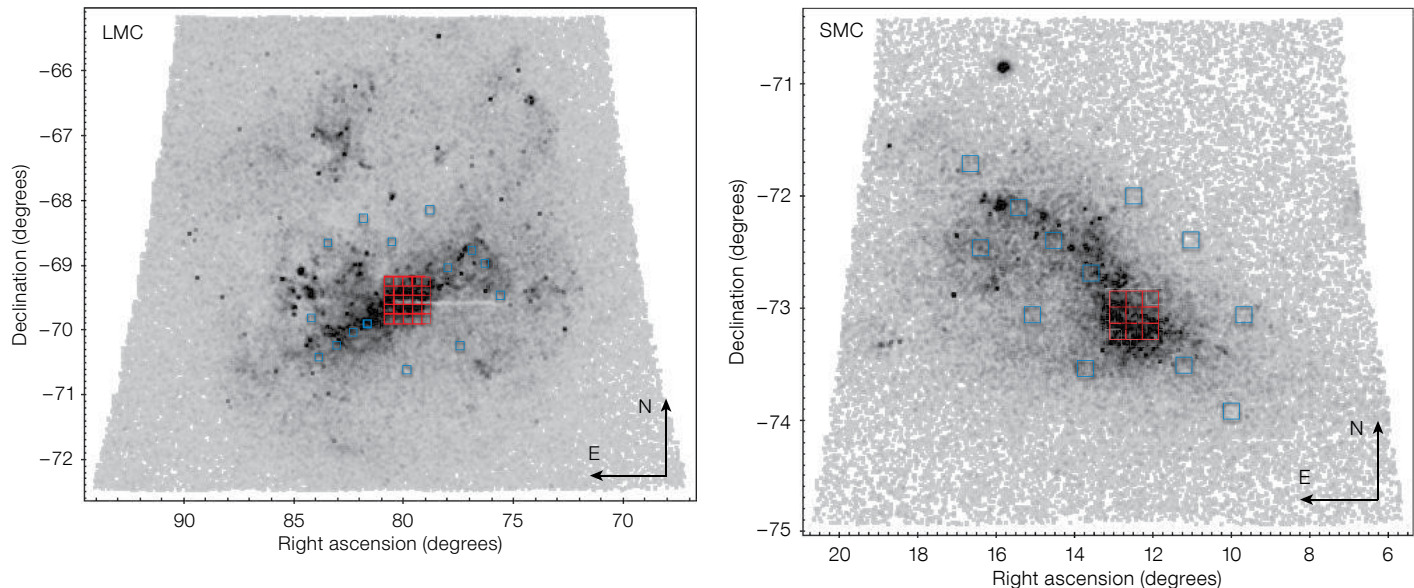 LMC
−66
−67
−68
−69
−70
−71
−72
Declination (degrees)
N
E
90
85
80
75
70
Right ascension (degrees)
SMC
−71
−72
−73
−74
−75
Declination (degrees)
N
E
20
18
16
14
12
10
8
6
Right ascension (degrees)